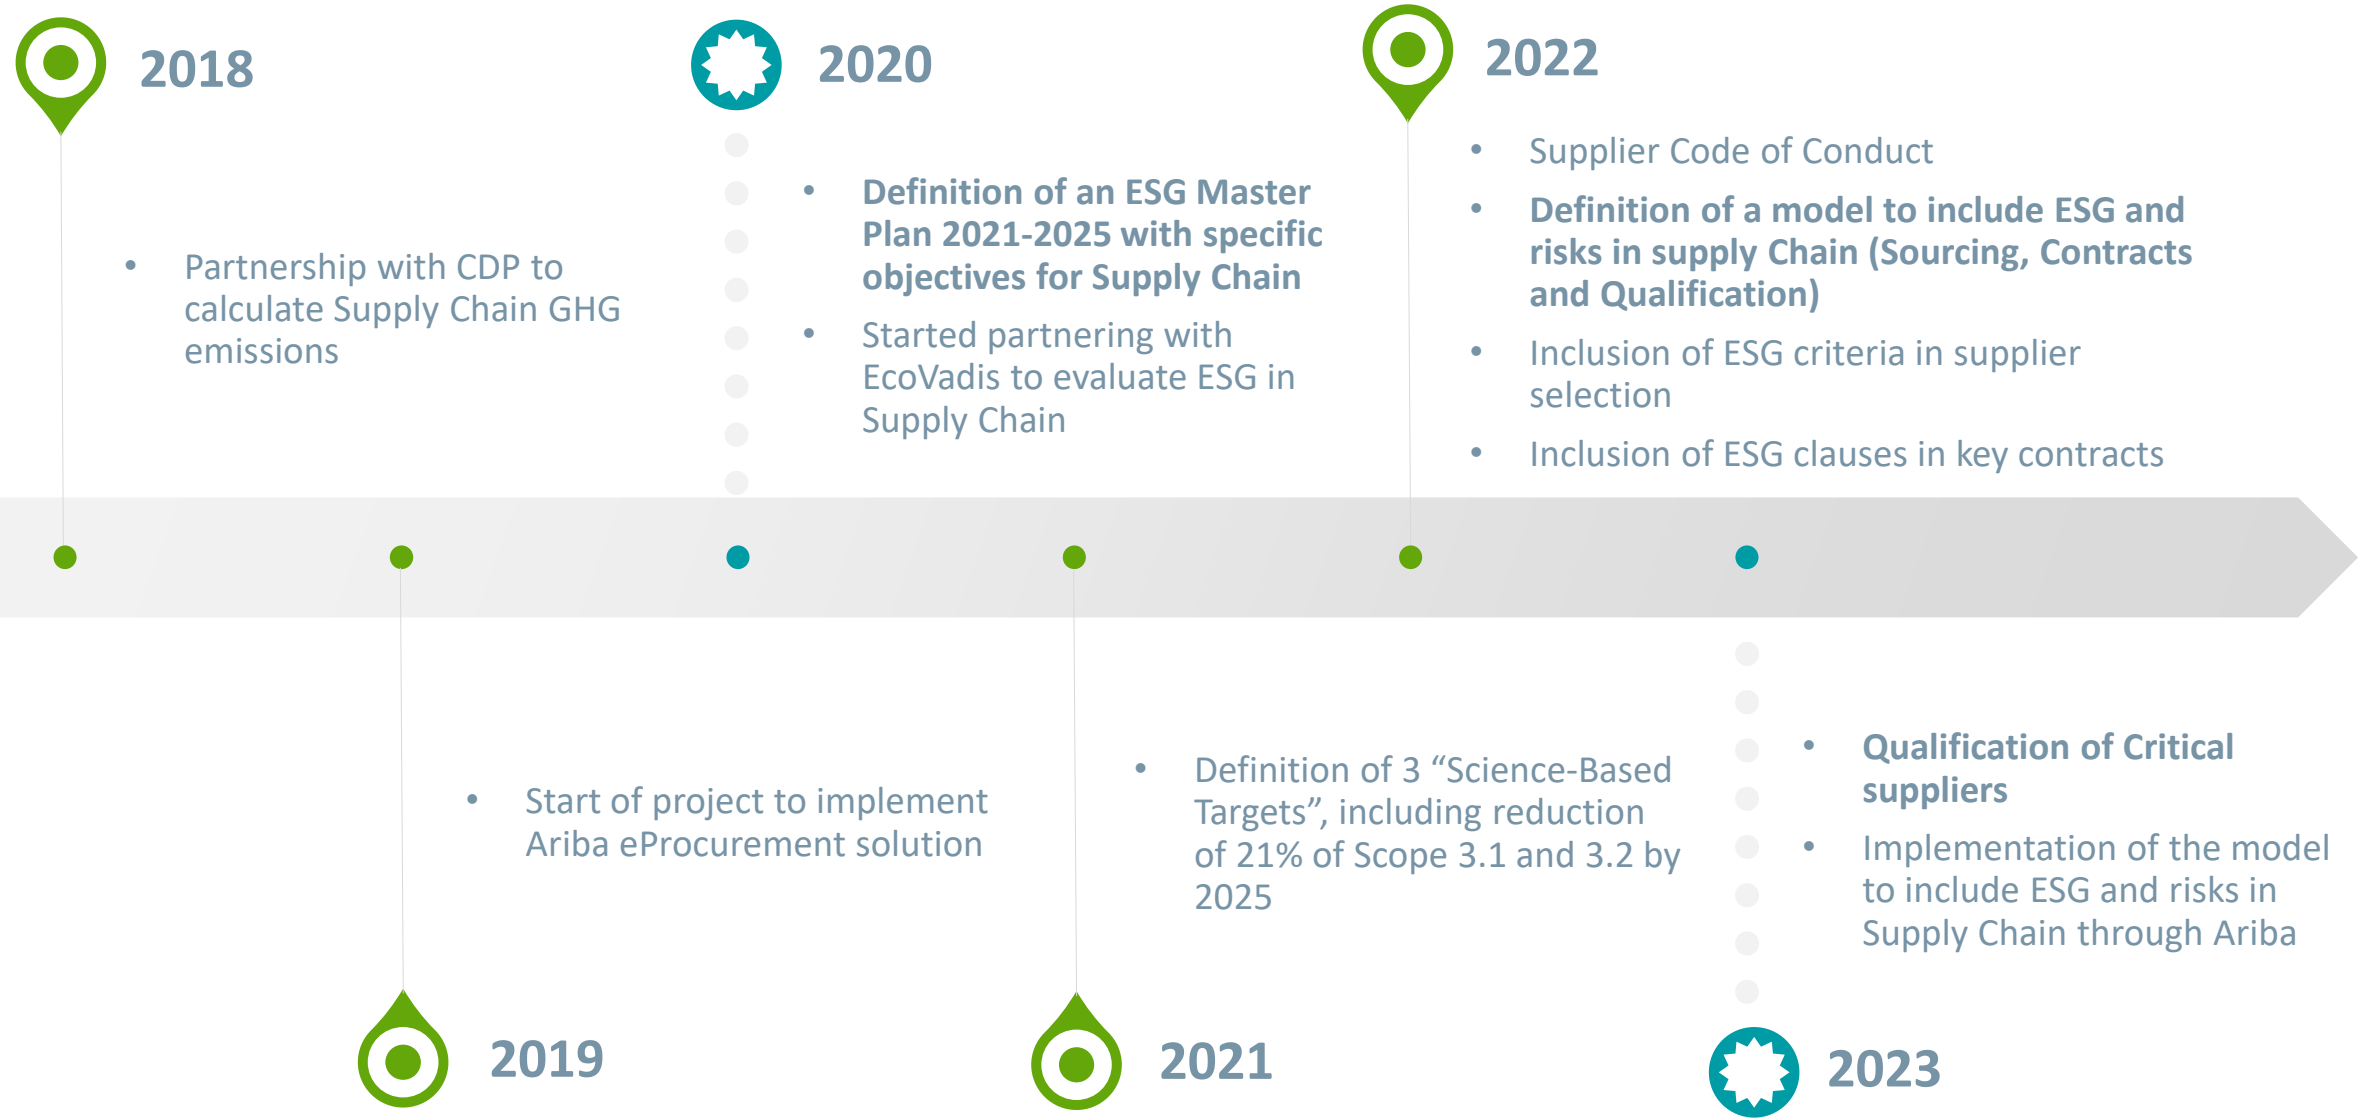 2018
• Partnership with CDP to
calculate Supply Chain GHG
emissions
2019
• Start of project to implement
Ariba eProcurement solution
2020
• Definition of an ESG Master
Plan 2021-2025 with specific
objectives for Supply Chain
• Started partnering with
EcoVadis to evaluate ESG in
Supply Chain
2021
• Definition of 3 “Science-Based
Targets”, including reduction
of 21% of Scope 3.1 and 3.2 by
2025
2022
• Supplier Code of Conduct
• Definition of a model to include ESG and
risks in supply Chain (Sourcing, Contracts
and Qualification)
• Inclusion of ESG criteria in supplier
selection
• Inclusion of ESG clauses in key contracts
2023
• Qualification of Critical
suppliers
• Implementation of the model
to include ESG and risks in
Supply Chain through Ariba